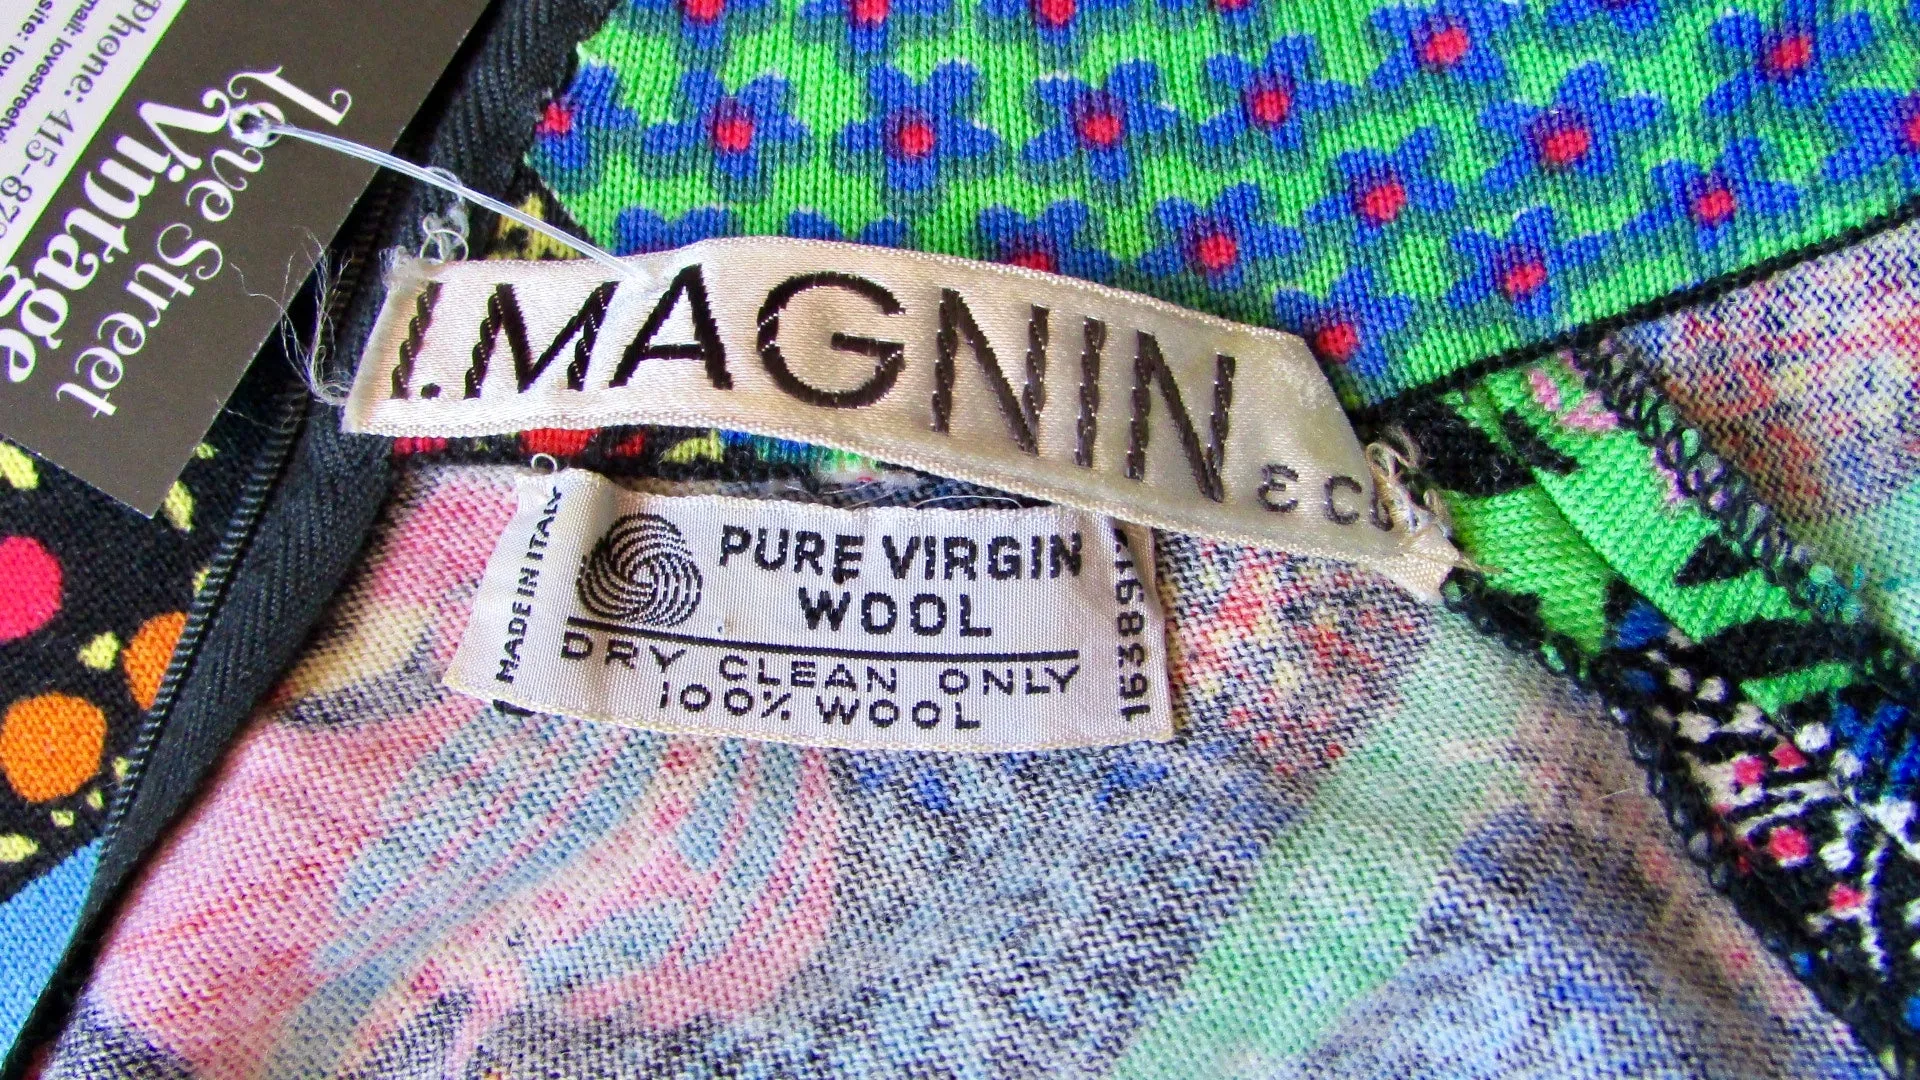 Love Street
Vintage
phone: 415-87
I. MAGNIN & CO.
MADE IN ITALY
PURE VIRGIN
WOOL
DRY CLEAN ONLY
100% WOOL